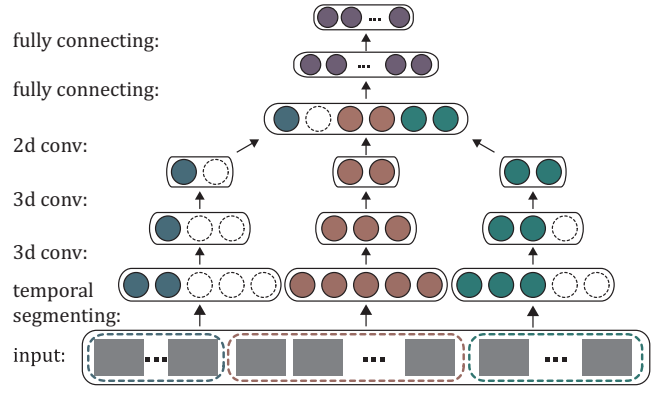 fully connecting:
fully connecting:
2d conv:
3d conv:
3d conv:
temporal
segmenting:
input: